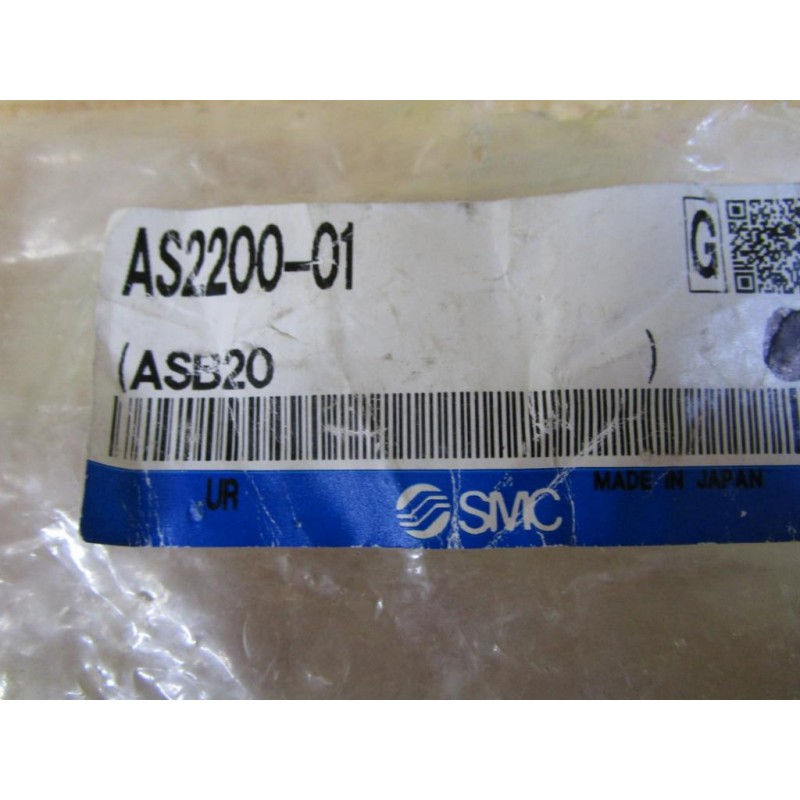 AS2200-01
G
(ASB20 )
UR
SMC
MADE IN JAPAN